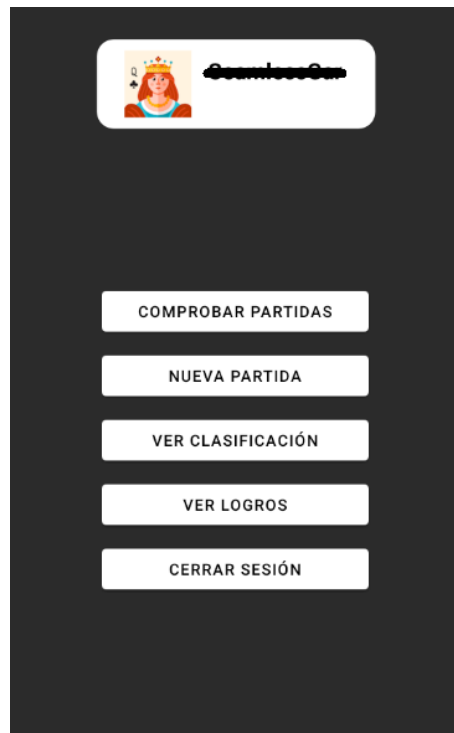 Q
COMPROBAR PARTIDAS
NUEVA PARTIDA
VER CLASIFICACIÓN
VER LOGROS
CERRAR SESIÓN